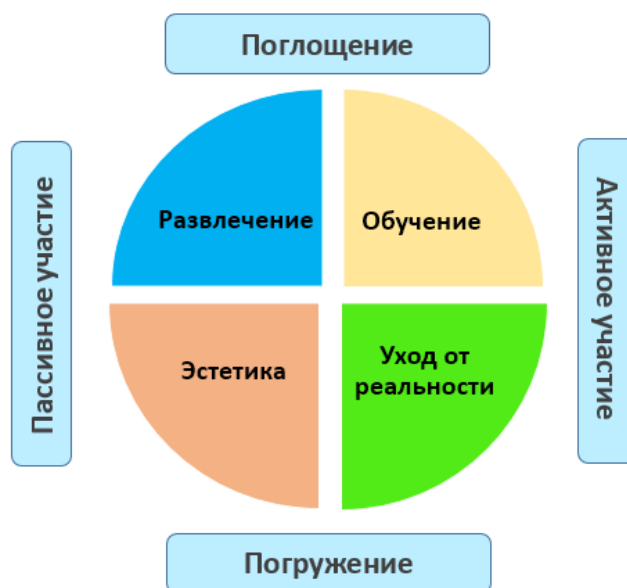 Поглощение
Пассивное участие
Развлечение
Обучение
Активное участие
Эстетика
Уход от
реальности
Погружение